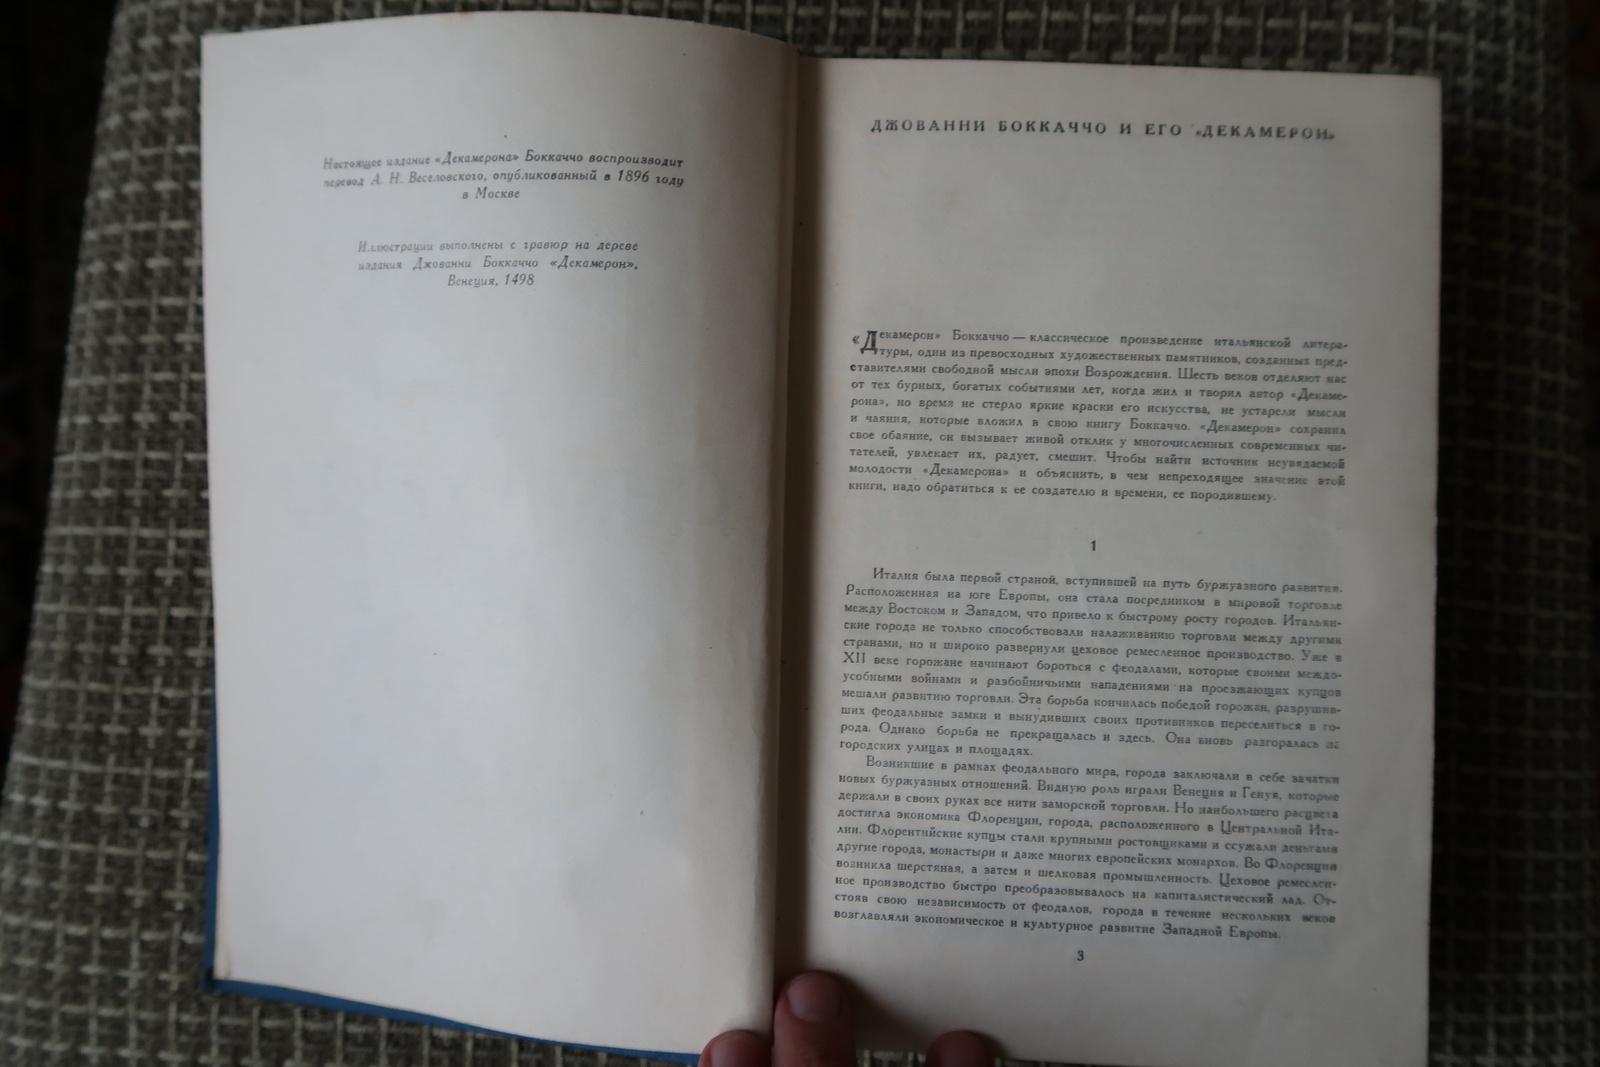 Настоящее издание «Декамерона» Боккаччо воспроизводит
перевод А. Н. Веселовского, опубликованный в 1896 году
в Москве
Иллюстрации выполнены с гравюр на дереве
издания Джованни Боккаччо «Декамерон»,
Венеция, 1498
ДЖОВАННИ БОККАЧЧО И ЕГО «ДЕКАМЕРОН»
«Декамерон» Боккаччо — классическое произведение итальянской литера-
туры, один из превосходных художественных памятников, созданных пред-
ставителями свободной мысли эпохи Возрождения. Шесть веков отделяют нас
от тех бурных, богатых событиями лет, когда жил и творил автор «Декаме-
рона», но время не стерло яркие краски его искусства, не устарели мысли
и чаяния, которые вложил в свою книгу Боккаччо. «Декамерон» сохранил
свое обаяние, он вызывает живой отклик у многочисленных современных чи-
тателей, увлекает их, радует, смешит. Чтобы найти источник неувядаемой
молодости «Декамерона» и объяснить, в чем непреходящее значение этой
книги, надо обратиться к ее создателю и времени, ее породившему.
1
Италия была первой страной, вступившей на путь буржуазного развития.
Расположенная на юге Европы, она стала посредником в мировой торговле
между Востоком и Западом, что привело к быстрому росту городов. Итальян-
ские города не только способствовали налаживанию торговли между другими
странами, но и широко развернули цеховое ремесленное производство. Уже в
XII веке горожане начинают бороться с феодалами, которые своими междо-
усобными войнами и разбойничьими нападениями на проезжающих купцов
мешали развитию торговли. Эта борьба кончилась победой горожан, разрушив-
ших феодальные замки и вынудивших своих противников переселиться в го-
рода. Однако борьба не прекращалась и здесь. Она вновь разгоралась на
городских улицах и площадях.
Возникшие в рамках феодального мира, города заключали в себе зачатки
новых буржуазных отношений. Видную роль играли Венеция и Генуя, которые
держали в своих руках все нити заморской торговли. Но наибольшего расцвета
достигла экономика Флоренции, города, расположенного в Центральной Ита-
лии. Флорентийские купцы стали крупными ростовщиками и ссужали деньгами
другие города, монастыри и даже многих европейских монархов. Во Флоренции
возникла шерстяная, а затем и шелковая промышленность. Цеховое ремеслен-
ное производство быстро преобразовывалось на капиталистический лад. От-
стояв свою независимость от феодалов, города в течение нескольких веков
возглавляли экономическое и культурное развитие Западной Европы.
3